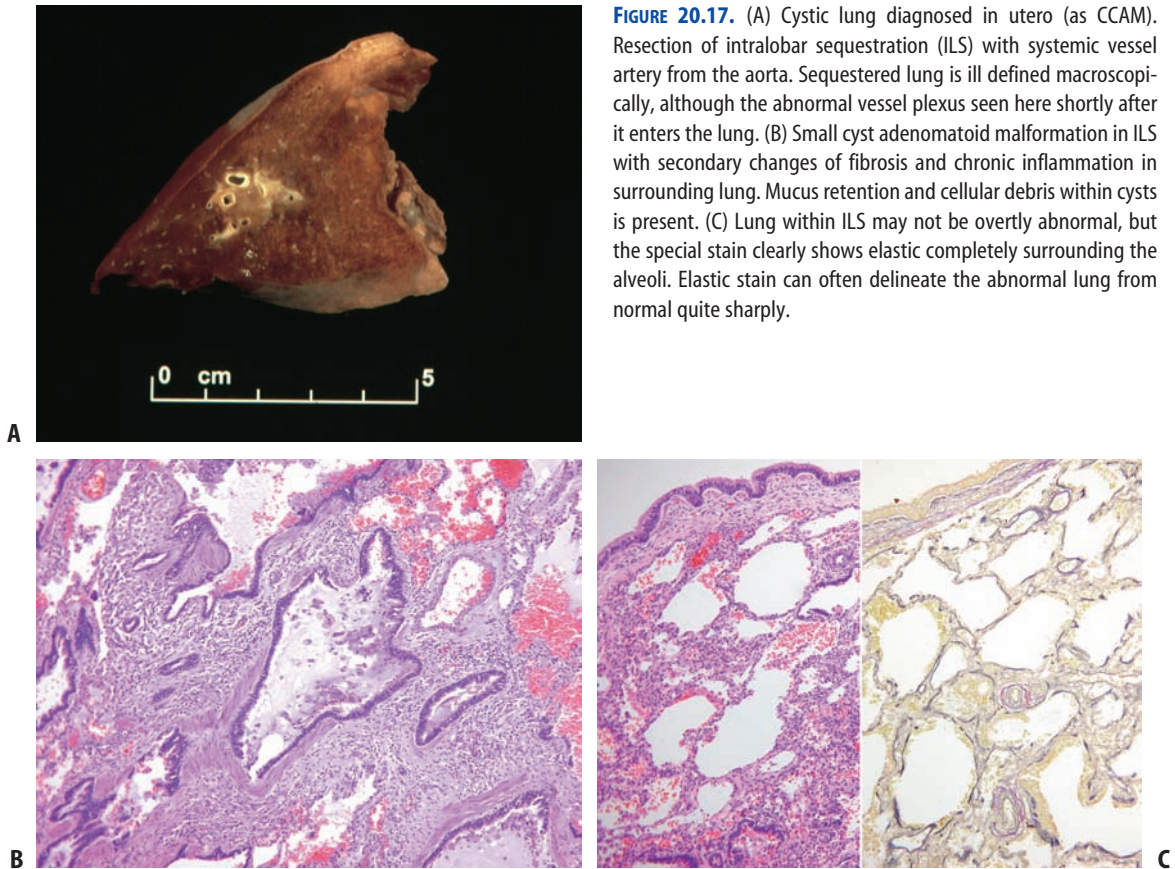 FIGURE 20.17. (A) Cystic lung diagnosed in utero (as CCAM).
Resection of intralobar sequestration (ILS) with systemic vessel
artery from the aorta. Sequestered lung is ill defined macroscopi-
cally, although the abnormal vessel plexus seen here shortly after
it enters the lung. (B) Small cyst adenomatoid malformation in ILS
with secondary changes of fibrosis and chronic inflammation in
surrounding lung. Mucus retention and cellular debris within cysts
is present. (C) Lung within ILS may not be overtly abnormal, but
the special stain clearly shows elastic completely surrounding the
alveoli. Elastic stain can often delineate the abnormal lung from
normal quite sharply.
0 cm 5
A
B
C